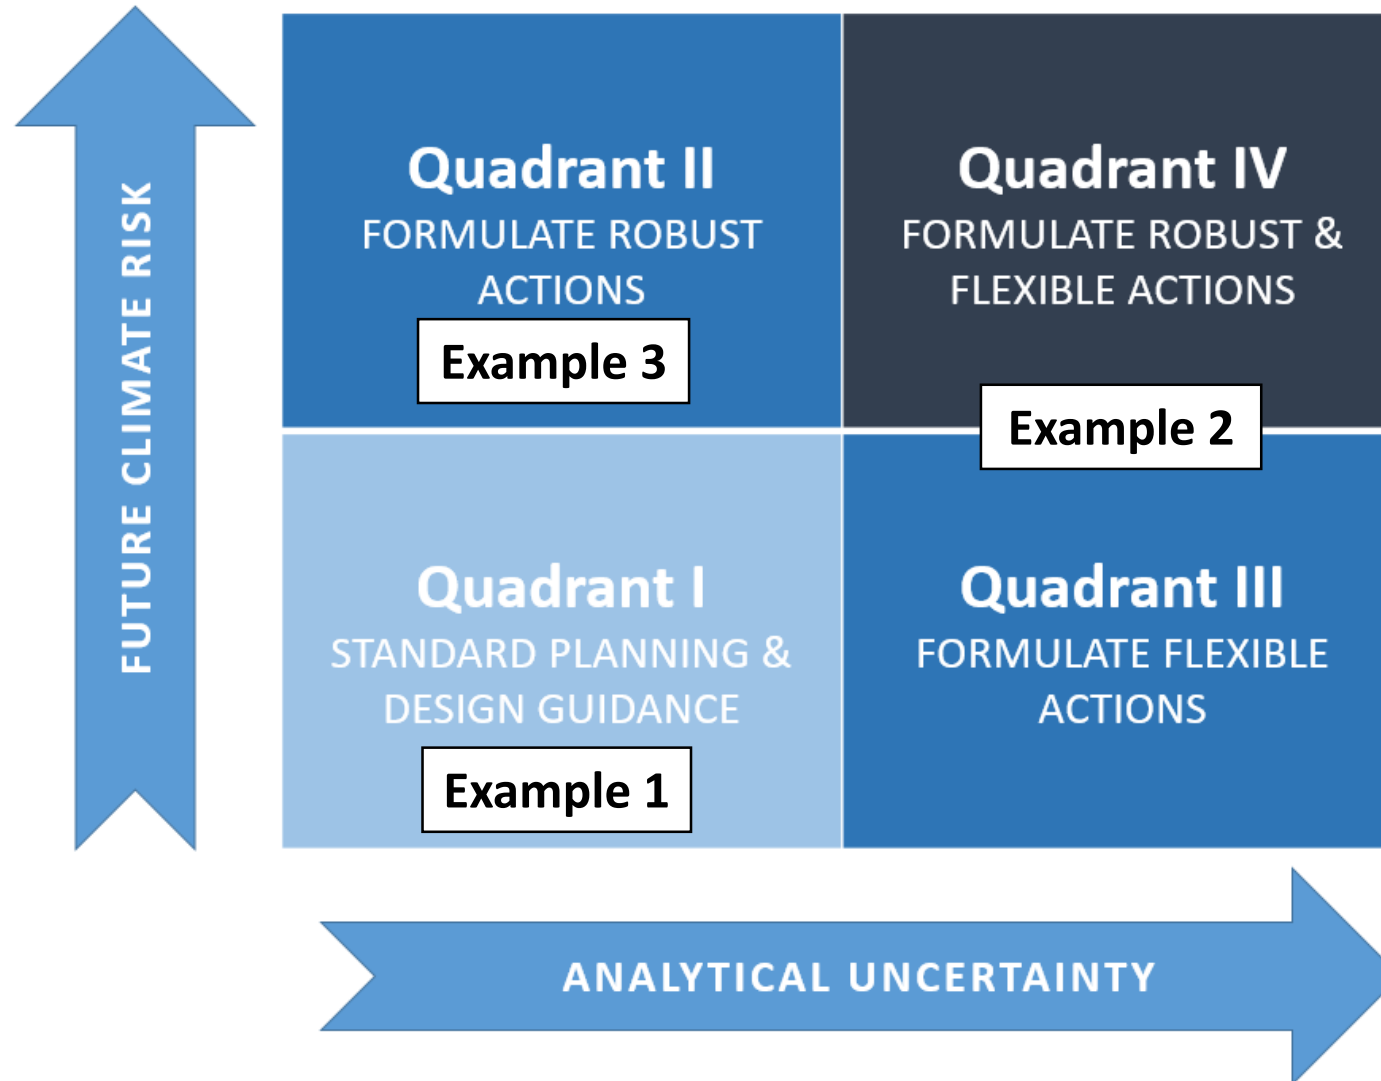 FUTURE CLIMATE RISK
Quadrant II
FORMULATE ROBUST
ACTIONS
Example 3
Quadrant IV
FORMULATE ROBUST &
FLEXIBLE ACTIONS
Example 2
Quadrant I
STANDARD PLANNING &
DESIGN GUIDANCE
Example 1
Quadrant III
FORMULATE FLEXIBLE
ACTIONS
ANALYTICAL UNCERTAINTY